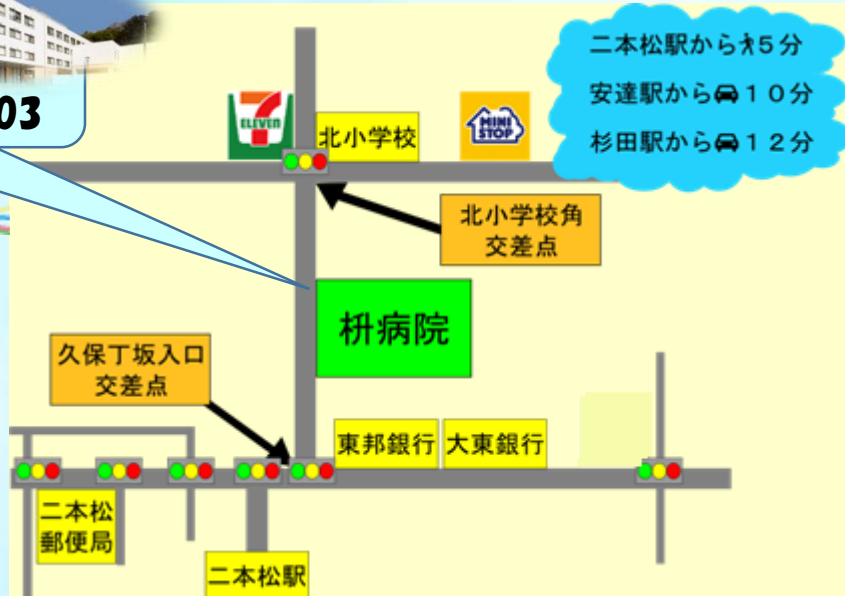 二本松駅から5分
安達駅から10分
杉田駅から12分
03
7
ELEVEN
北小学校
MINI
STOP
北小学校角
交差点
枡病院
久保丁坂入口
交差点
東邦銀行
大東銀行
二本松
郵便局
二本松駅